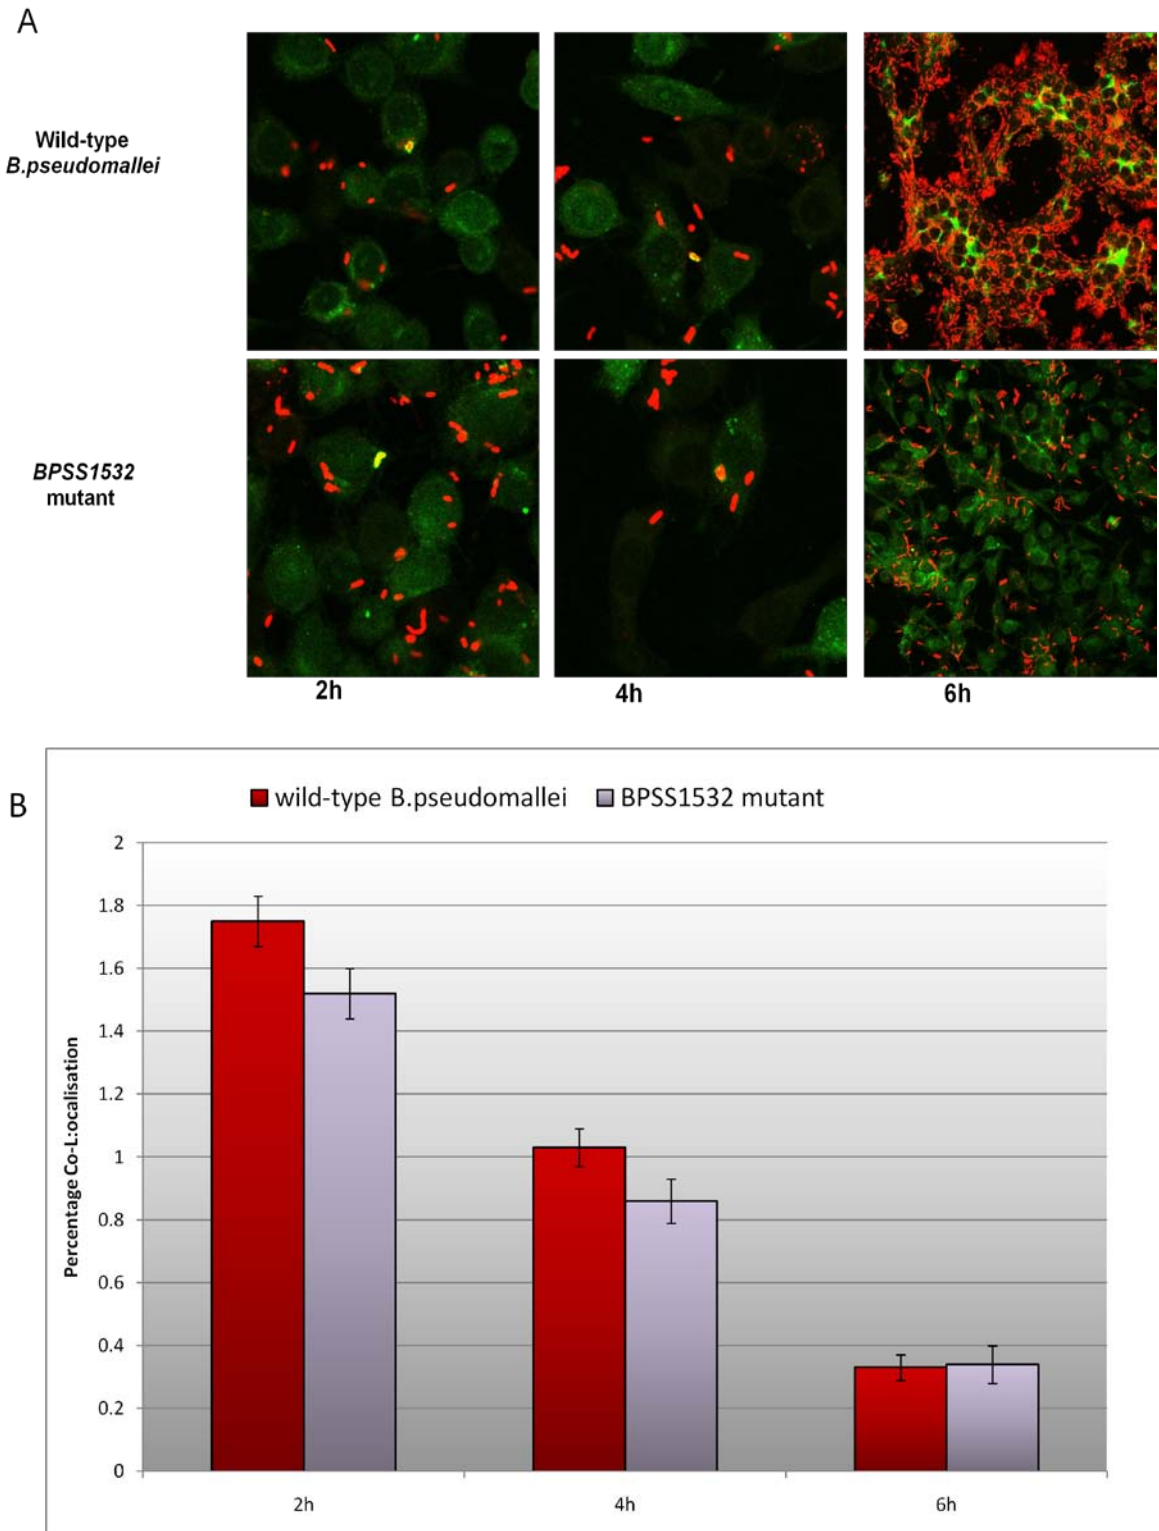 A
Wild-type
B.pseudomallei
BPSS1532
mutant
2h
4h
6h
B
wild-type B.pseudomallei
BPSS1532 mutant
Percentage Co-L:ocalisation
2
1.8
1.6
1.4
1.2
1
0.8
0.6
0.4
0.2
0
2h
4h
6h